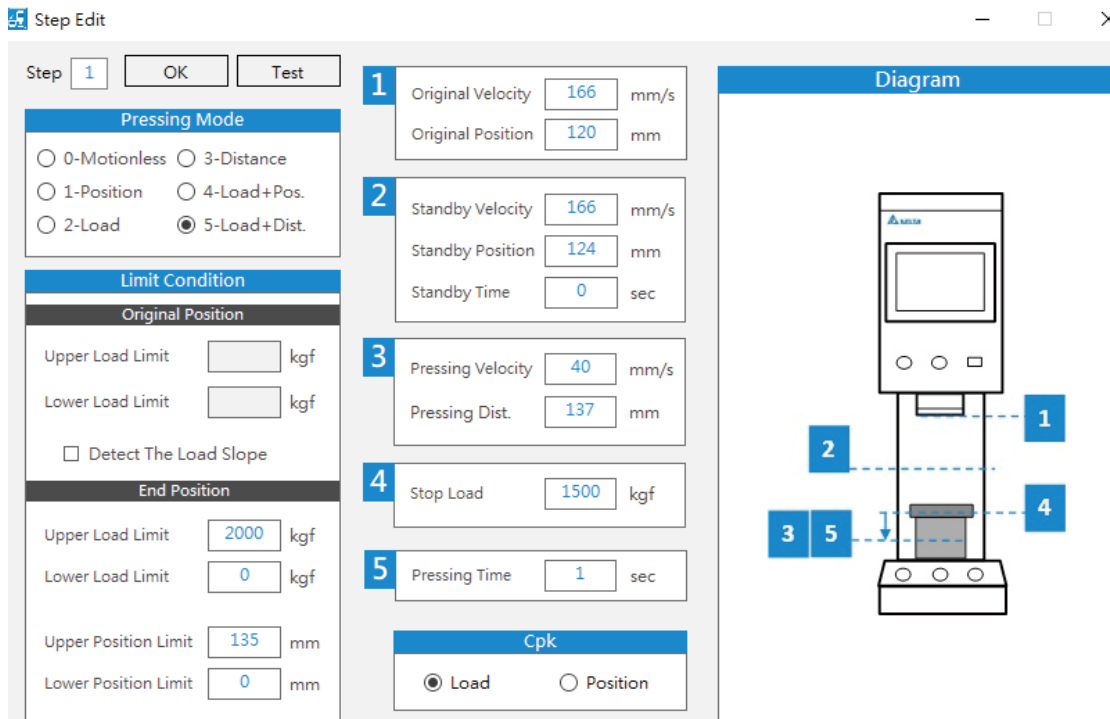 Step Edit
Step 1 OK Test
Pressing Mode
0-Motionless 3-Distance
1-Position 4-Load+Pos.
2-Load 5-Load+Dist.
Limit Condition
Original Position
Upper Load Limit kgf
Lower Load Limit kgf
Detect The Load Slope
End Position
Upper Load Limit 2000 kgf
Lower Load Limit 0 kgf
Upper Position Limit 135 mm
Lower Position Limit 0 mm
1
Original Velocity 166 mm/s
Original Position 120 mm
2
Standby Velocity 166 mm/s
Standby Position 124 mm
Standby Time 0 sec
3
Pressing Velocity 40 mm/s
Pressing Dist. 137 mm
4
Stop Load 1500 kgf
5
Pressing Time 1 sec
Cpk
Load Position
Diagram
DELTA
1
2
4
3 5